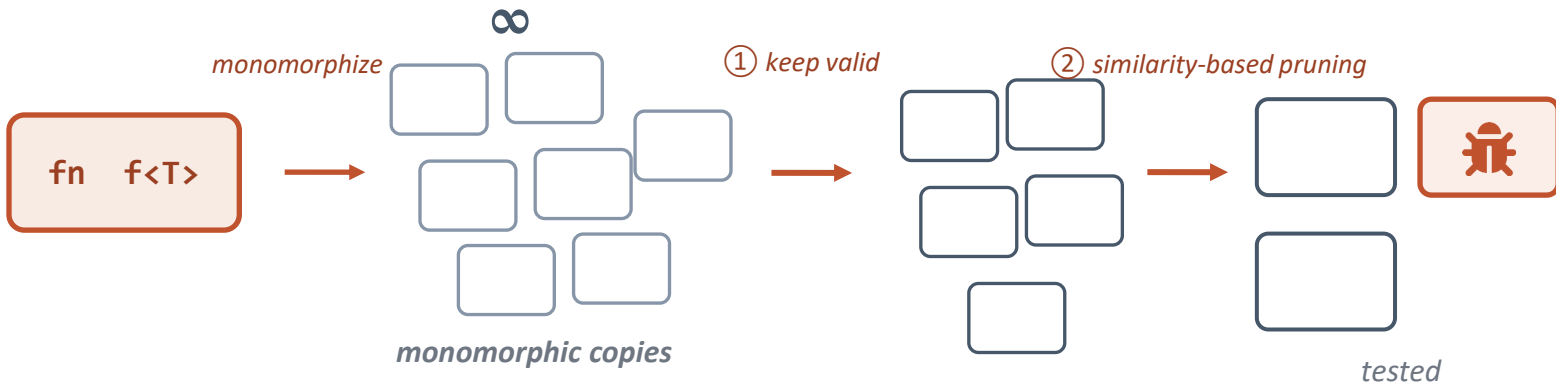 ∞
monomorphize
① keep valid
② similarity-based pruning
fn f<T>
monomorphic copies
tested